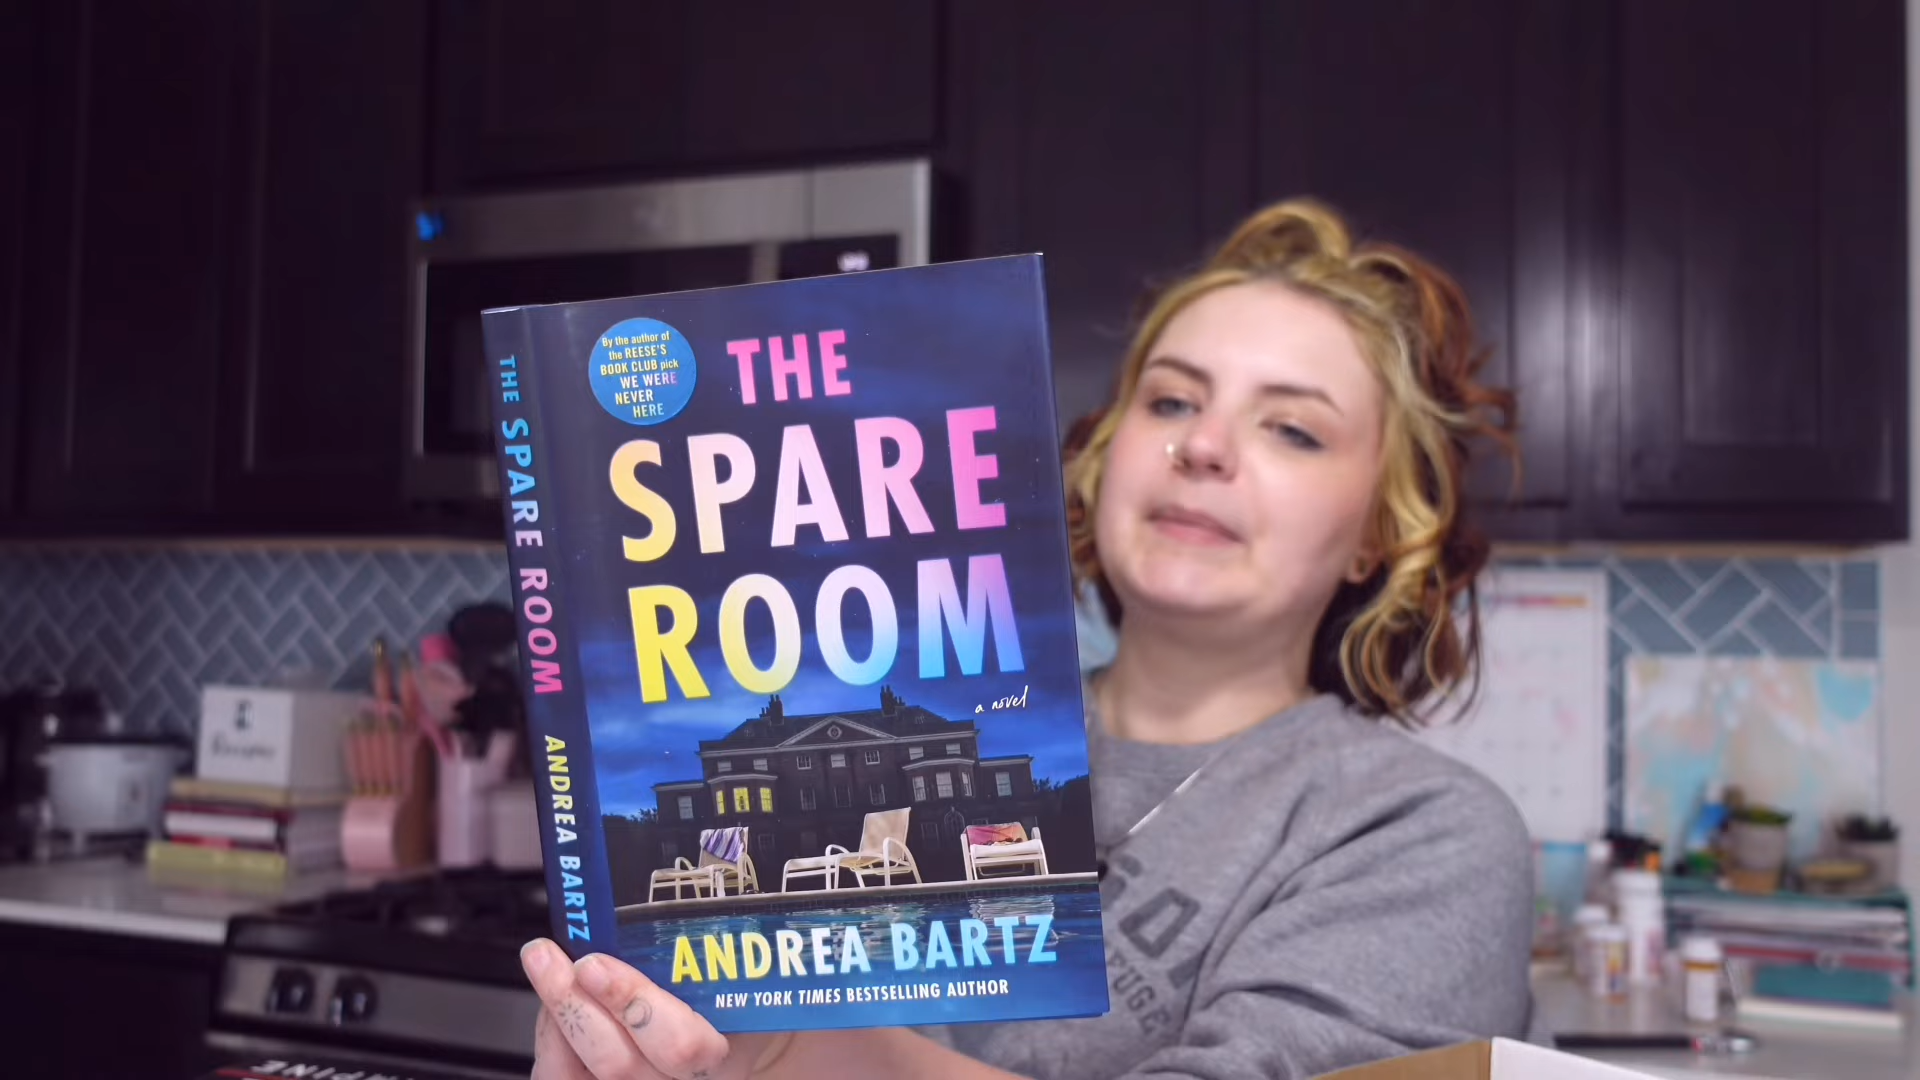 By the author of
the REESE'S
BOOK CLUB pick
WE WERE
NEVER
HERE
THE
SPARE
ROOM
a novel
ANDREA BARTZ
NEW YORK TIMES BESTSELLING AUTHOR
THE SPARE ROOM ANDREA BARTZ
Recipes